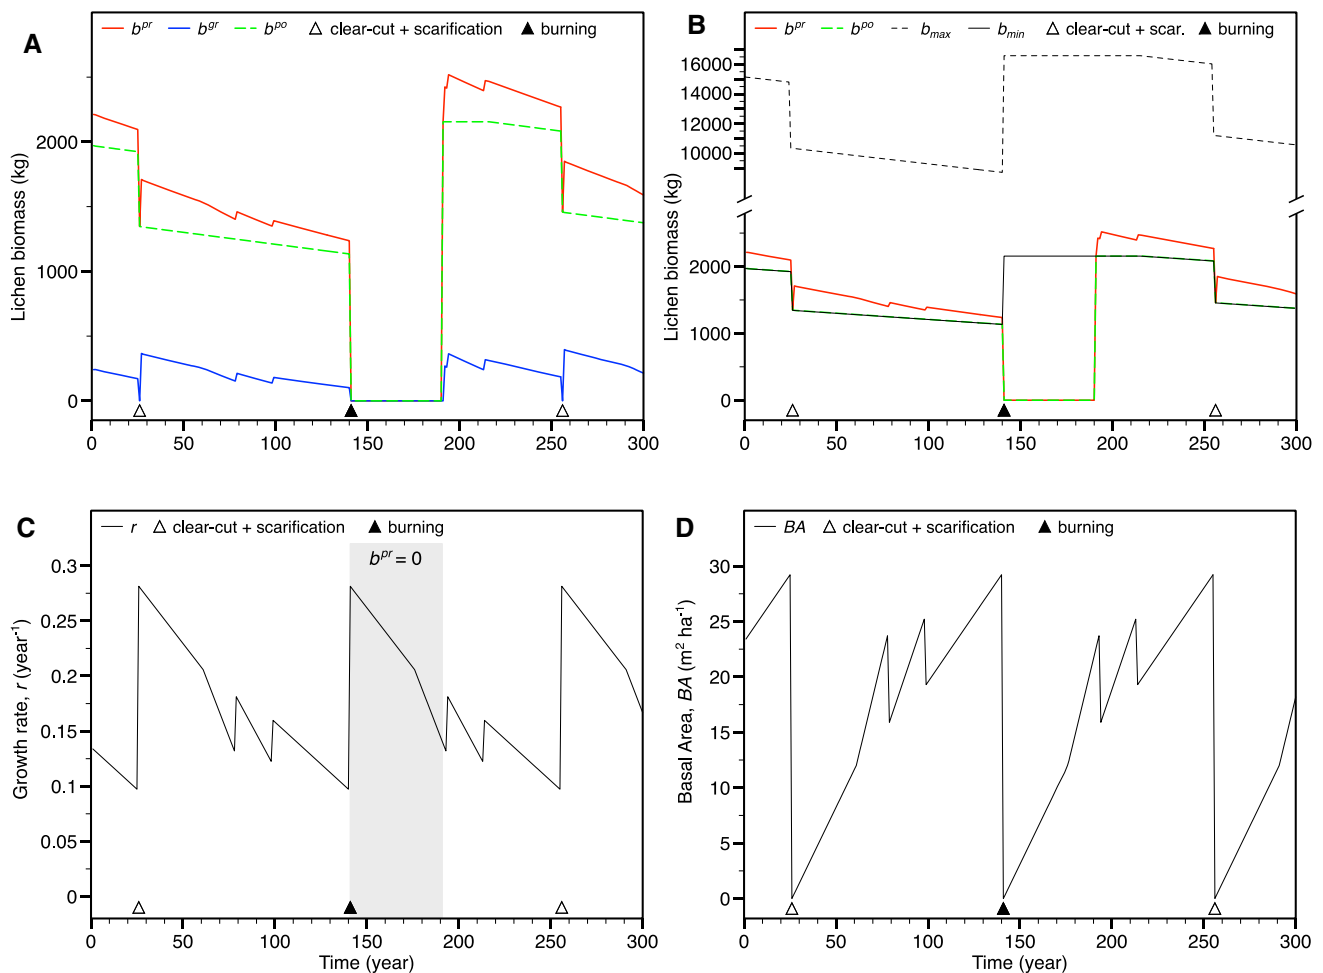 A
b^pr b^gr b^po △ clear-cut + scarification ▲ burning
Lichen biomass (kg)
2000
1000
0
0 50 100 150 200 250 300
B
b^pr b^po b_max b_min △ clear-cut + scar. ▲ burning
Lichen biomass (kg)
16000
14000
12000
10000
2000
1000
0
0 50 100 150 200 250 300
C
r △ clear-cut + scarification ▲ burning
b^pr = 0
Growth rate, r (year⁻¹)
0.3
0.25
0.2
0.15
0.1
0.05
0
0 50 100 150 200 250 300
Time (year)
D
BA △ clear-cut + scarification ▲ burning
Basal Area, BA (m² ha⁻¹)
30
25
20
15
10
5
0
0 50 100 150 200 250 300
Time (year)